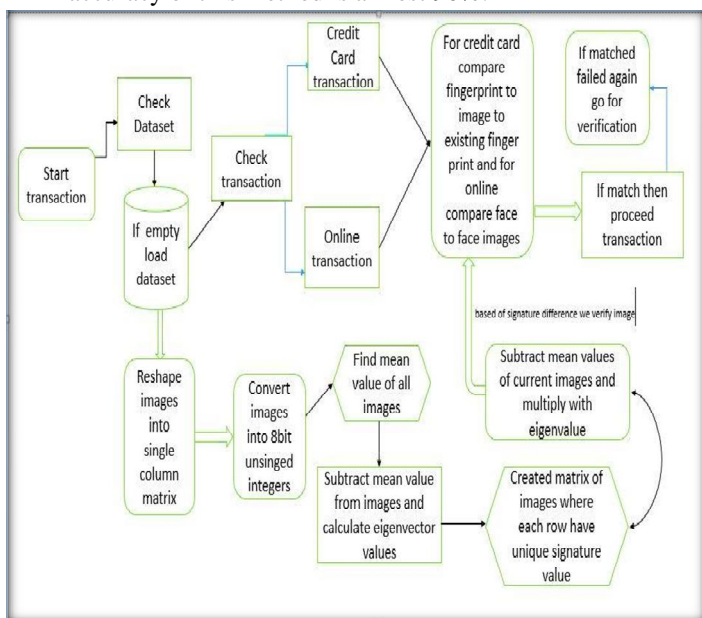 Start
transaction
Check
Dataset
If empty
load
dataset
Check
transaction
Credit
Card
transaction
Online
transaction
For credit card
compare
fingerprint to
image to
existing finger
print and for
online
compare face
to face images
If matched
failed again
go for
verification
If match then
proceed
transaction
based of signature difference we verify image
Reshape
images
into
single
column
matrix
Convert
images
into 8bit
unsinged
integers
Find mean
value of all
images
Subtract mean value
from images and
calculate eigenvector
values
Created matrix of
images where
each row have
unique signature
value
Subtract mean values
of current images and
multiply with
eigenvalue